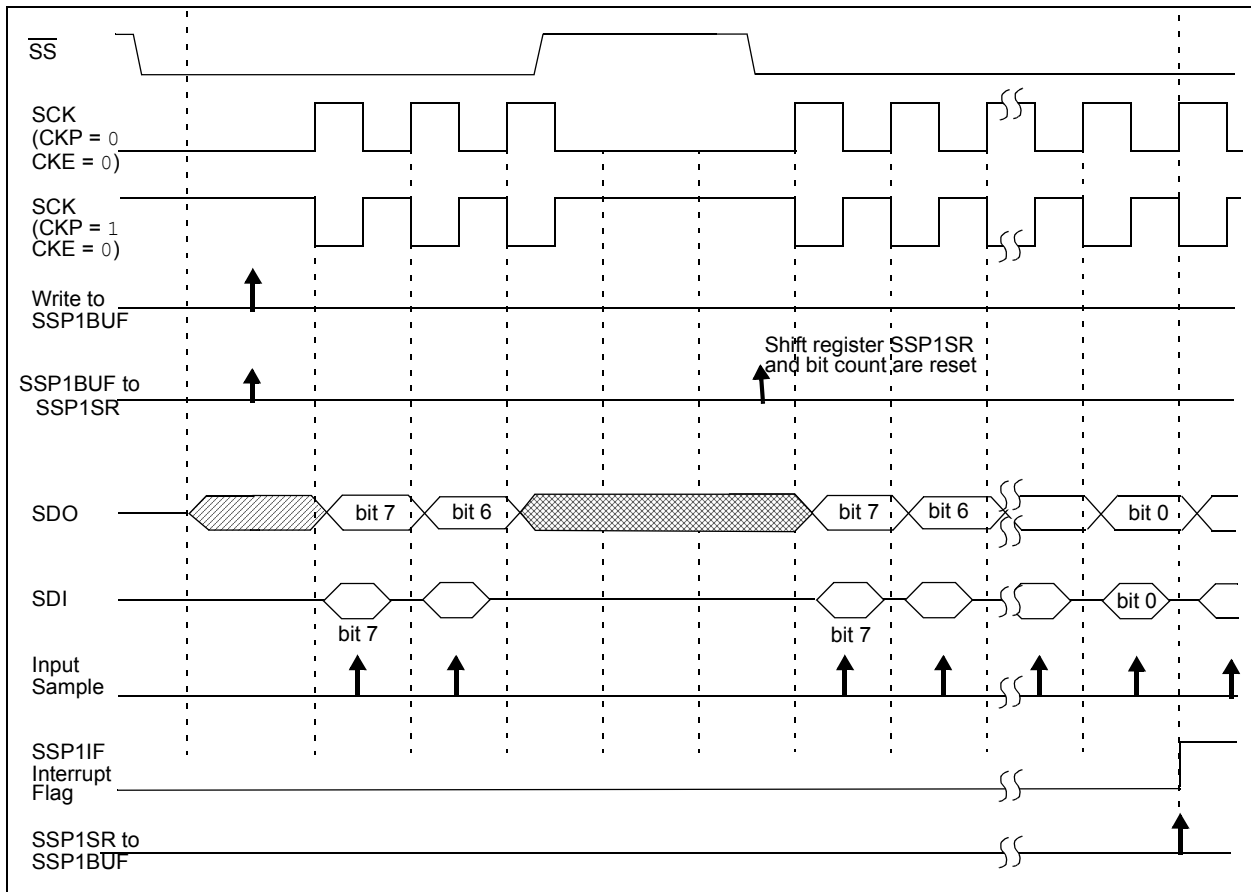 SS
SCK
(CKP = 0
CKE = 0)
SCK
(CKP = 1
CKE = 0)
Write to
SSP1BUF
Shift register SSP1SR
and bit count are reset
SSP1BUF to
SSP1SR
SDO
bit 7
bit 6
bit 7
bit 6
bit 0
SDI
bit 0
bit 7
bit 7
Input
Sample
SSP1IF
Interrupt
Flag
SSP1SR to
SSP1BUF